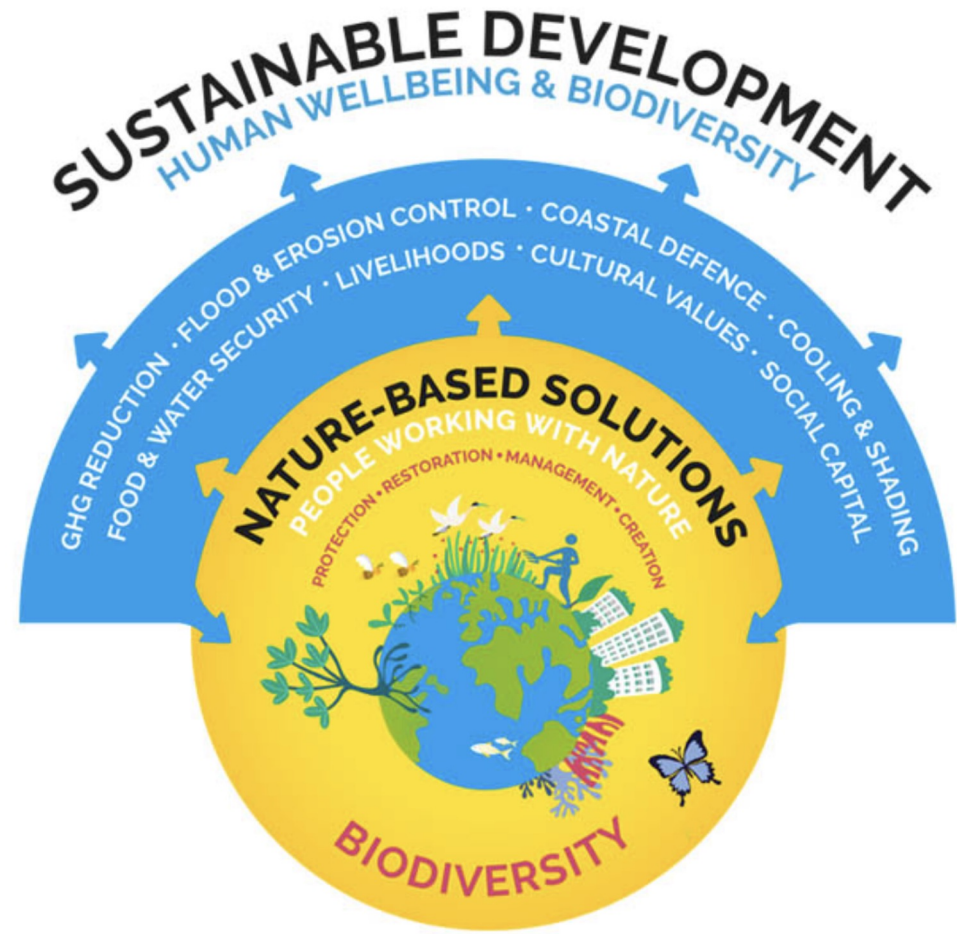 SUSTAINABLE DEVELOPMENT
HUMAN WELLBEING & BIODIVERSITY
GHG REDUCTION · FLOOD & EROSION CONTROL · COASTAL DEFENCE · COOLING & SHADING
FOOD & WATER SECURITY · LIVELIHOODS · CULTURAL VALUES · SOCIAL CAPITAL
NATURE-BASED SOLUTIONS
PEOPLE WORKING WITH NATURE
PROTECTION • RESTORATION • MANAGEMENT • CREATION
BIODIVERSITY